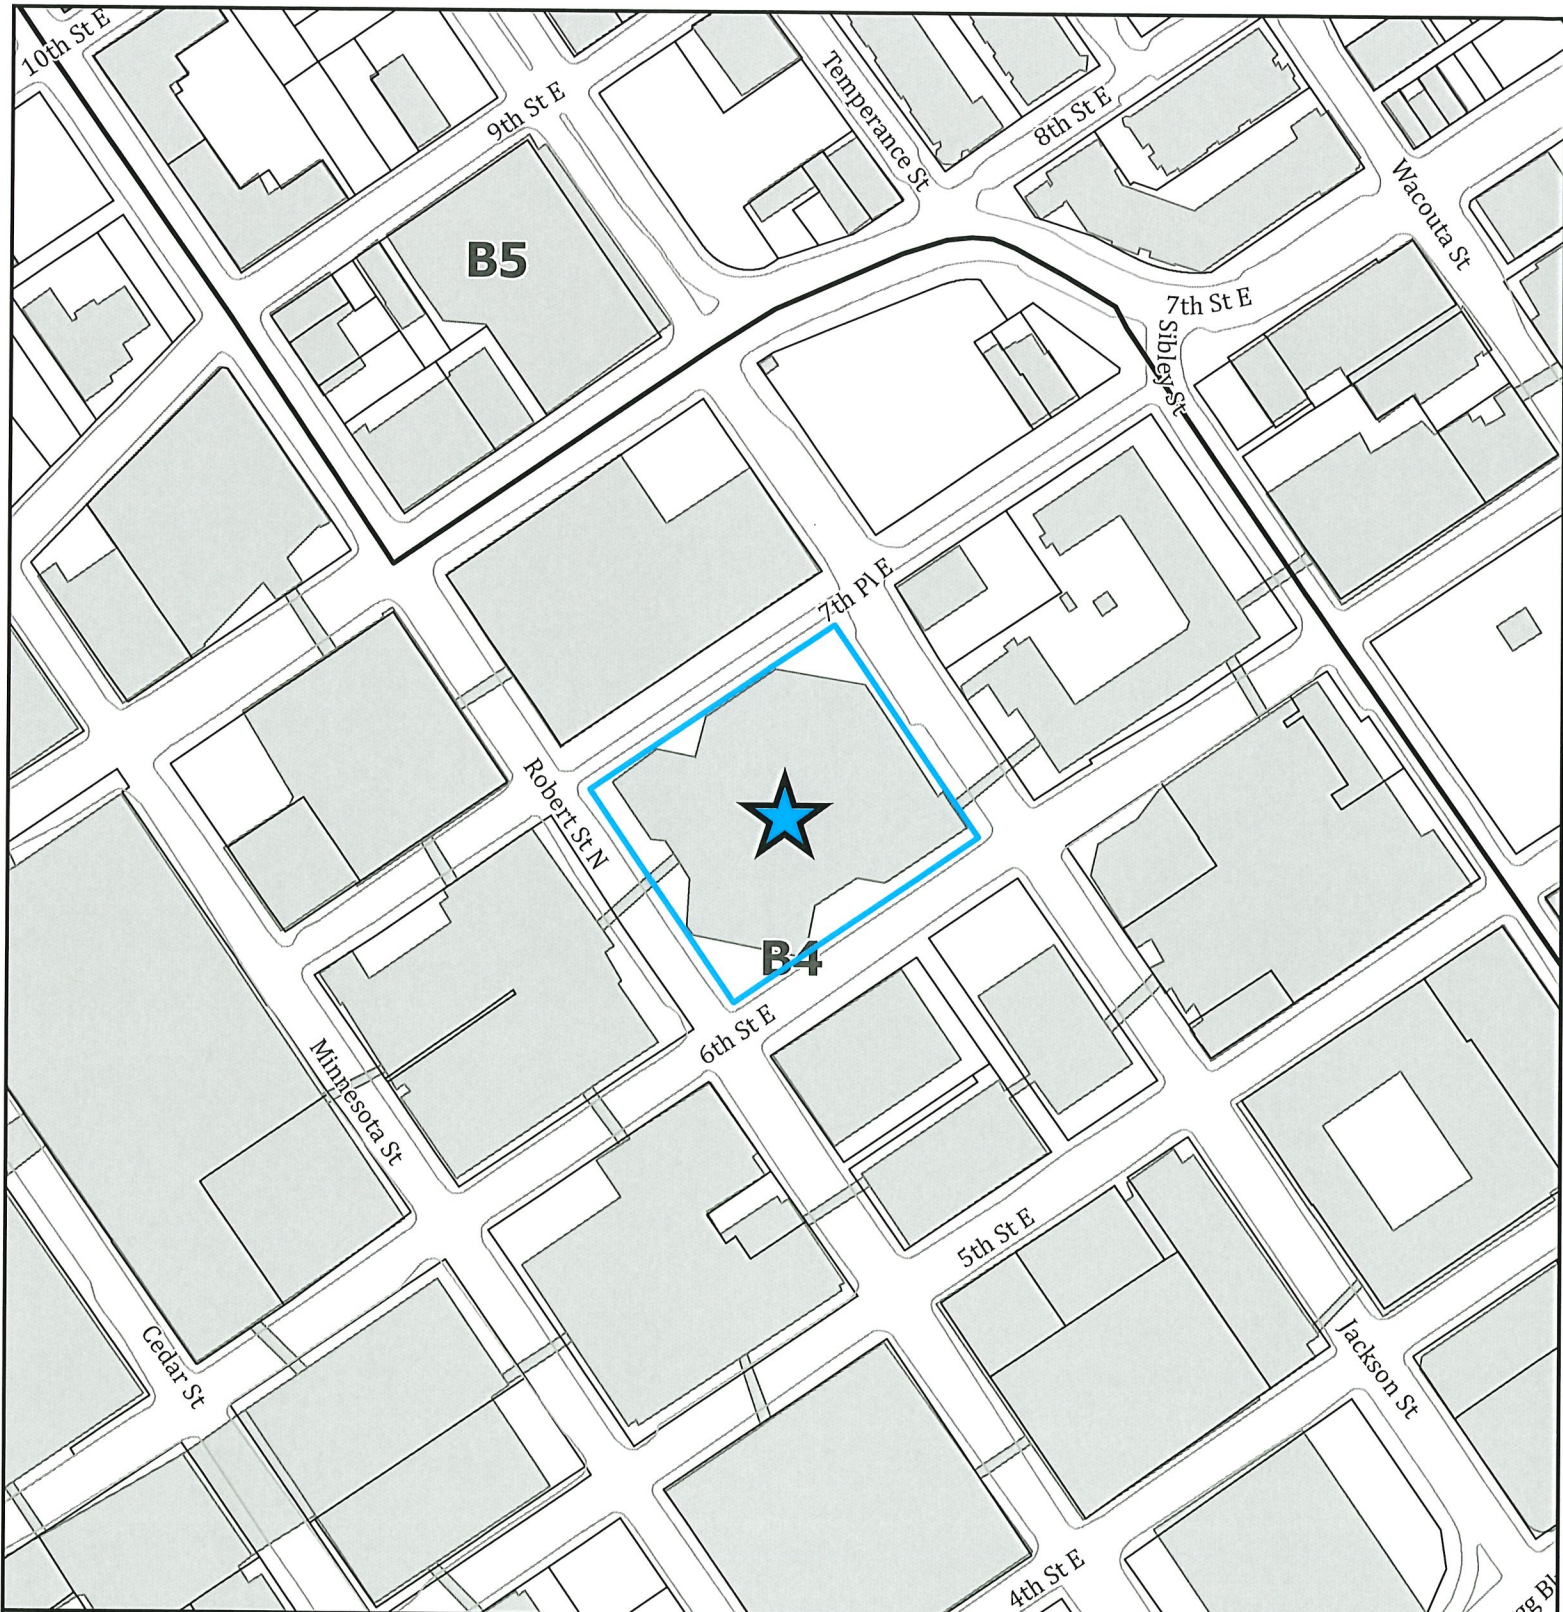 10th St E
9th St E
Temperance St
8th St E
Wacouta St
B5
7th St E
Sibley St
7th Pl E
Robert St N
B4
6th St E
Minnesota St
5th St E
Cedar St
Jackson St
4th St E